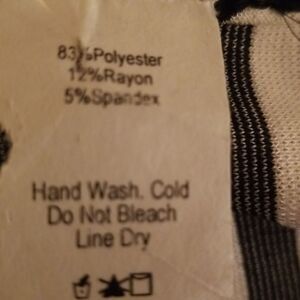 83%Polyester
12%Rayon
5%Spandex
Hand Wash. Cold
Do Not Bleach
Line Dry